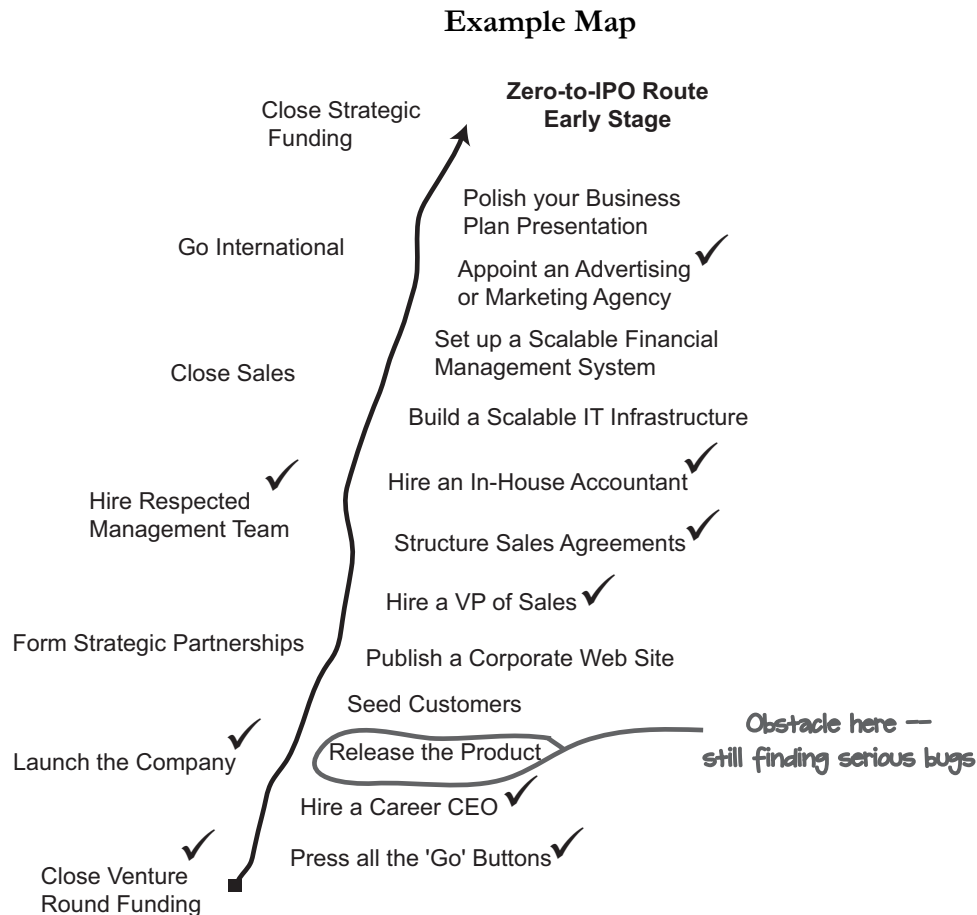 Example Map
Zero-to-IPO Route
Early Stage
Close Strategic
Funding
Polish your Business
Plan Presentation
Go International
Appoint an Advertising
or Marketing Agency
Set up a Scalable Financial
Management System
Close Sales
Build a Scalable IT Infrastructure
Hire an In-House Accountant
Hire Respected
Management Team
Structure Sales Agreements
Hire a VP of Sales
Form Strategic Partnerships
Publish a Corporate Web Site
Seed Customers
Obstacle here --
still finding serious bugs
Release the Product
Launch the Company
Hire a Career CEO
Press all the 'Go' Buttons
Close Venture
Round Funding